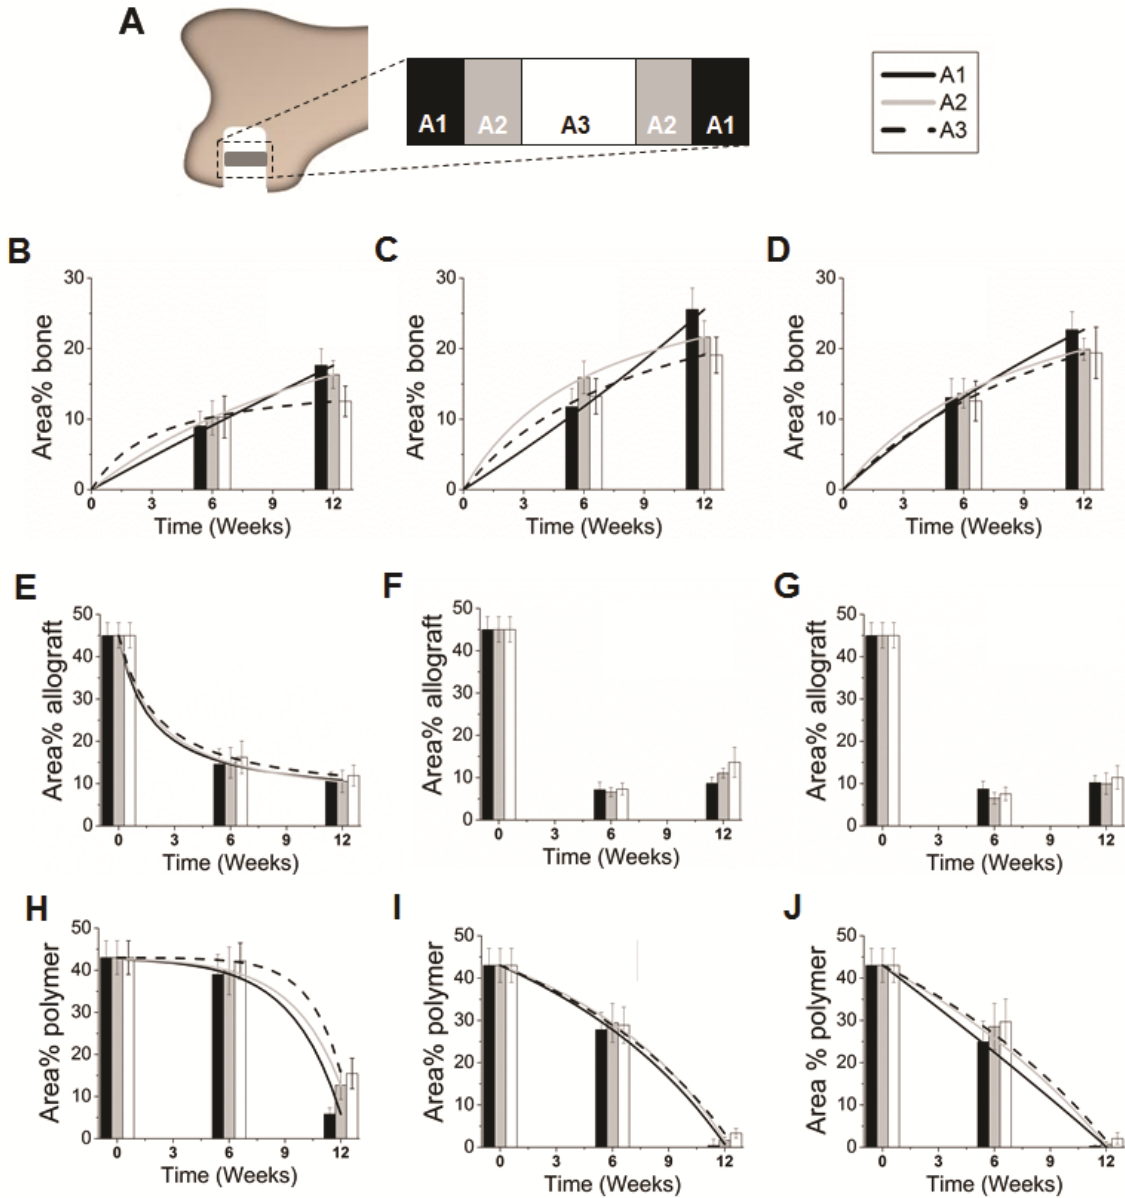 A
A1 A2 A3 A2 A1
A1
A2
A3
B
30
20
10
0
Area% bone
0 3 6 9 12
Time (Weeks)
C
30
20
10
0
Area% bone
0 3 6 9 12
Time (Weeks)
D
30
20
10
0
Area% bone
0 3 6 9 12
Time (Weeks)
E
50
40
30
20
10
0
Area% allograft
0 3 6 9 12
Time (Weeks)
F
50
40
30
20
10
0
Area% allograft
0 3 6 9 12
Time (Weeks)
G
50
40
30
20
10
0
Area% allograft
0 3 6 9 12
Time (Weeks)
H
50
40
30
20
10
0
Area% polymer
0 3 6 9 12
Time (Weeks)
I
50
40
30
20
10
0
Area% polymer
0 3 6 9 12
Time (Weeks)
J
50
40
30
20
10
0
Area % polymer
0 3 6 9 12
Time (Weeks)